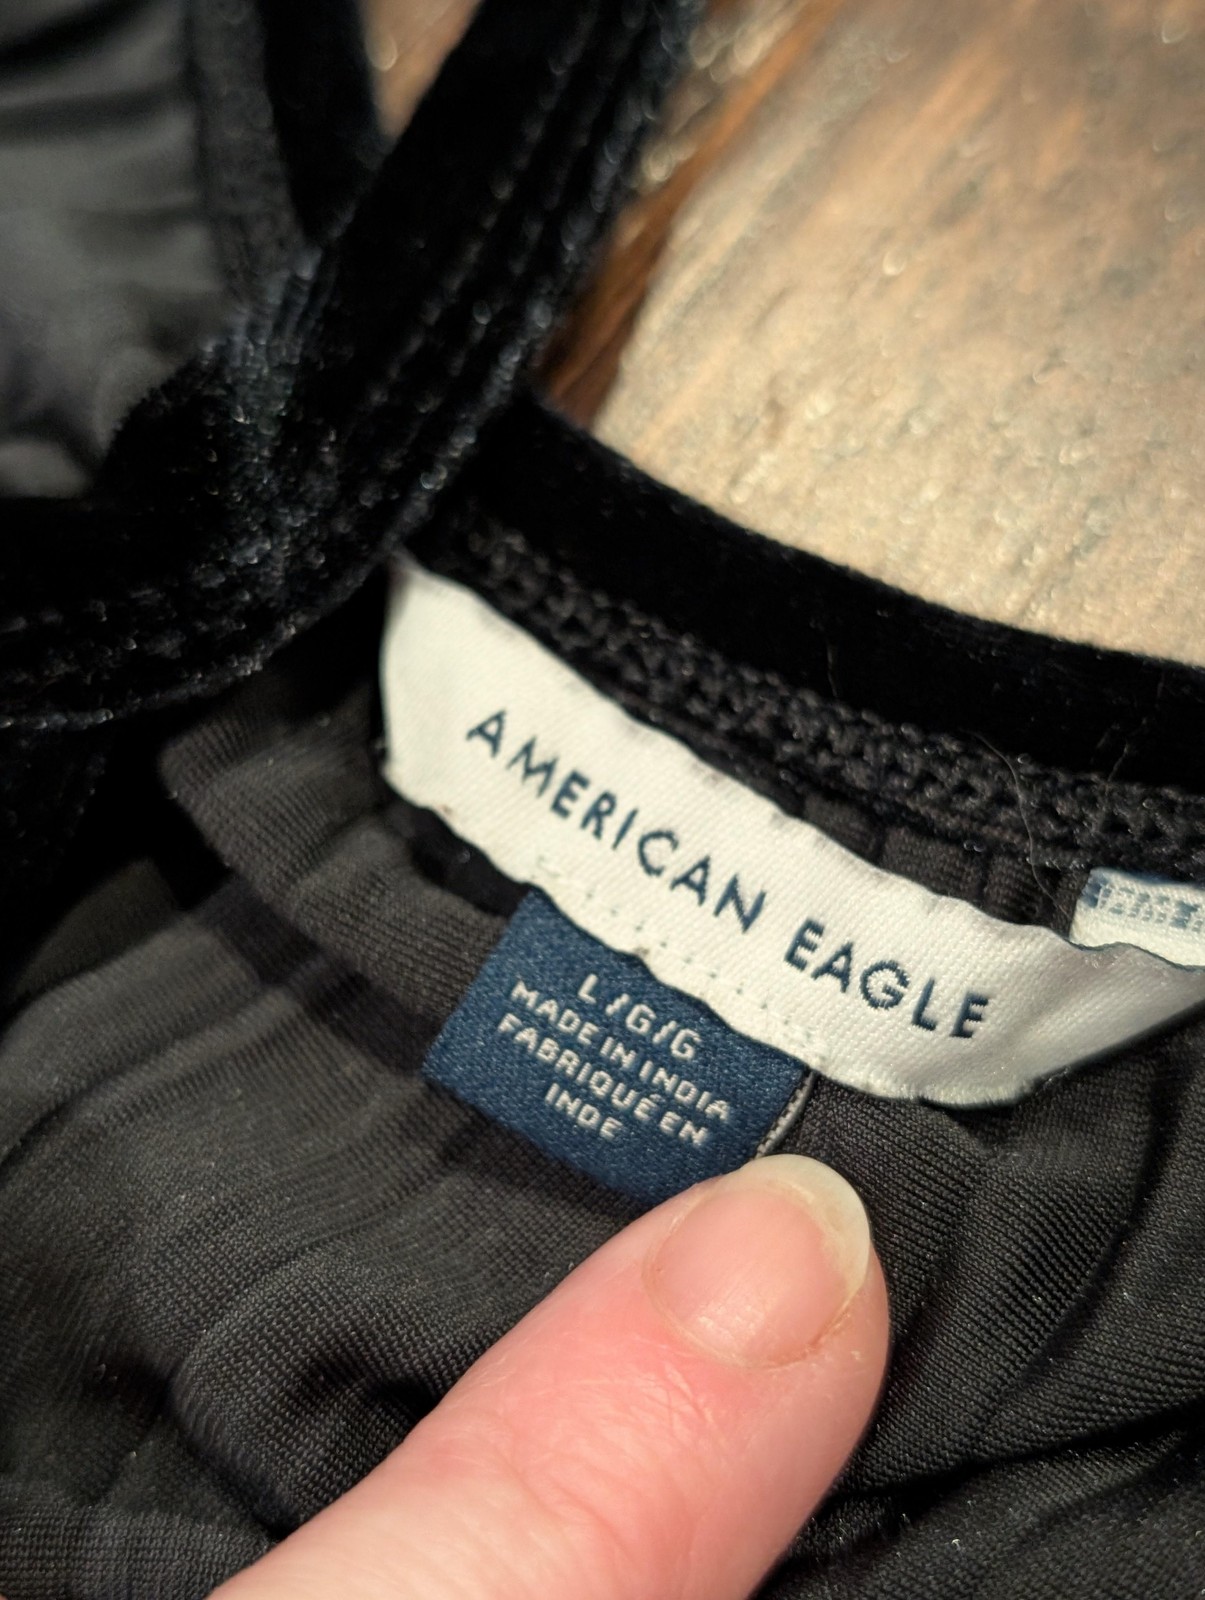 AMERICAN EAGLE
L/G/G
MADE IN INDIA
FABRIQUÉ EN
INDE